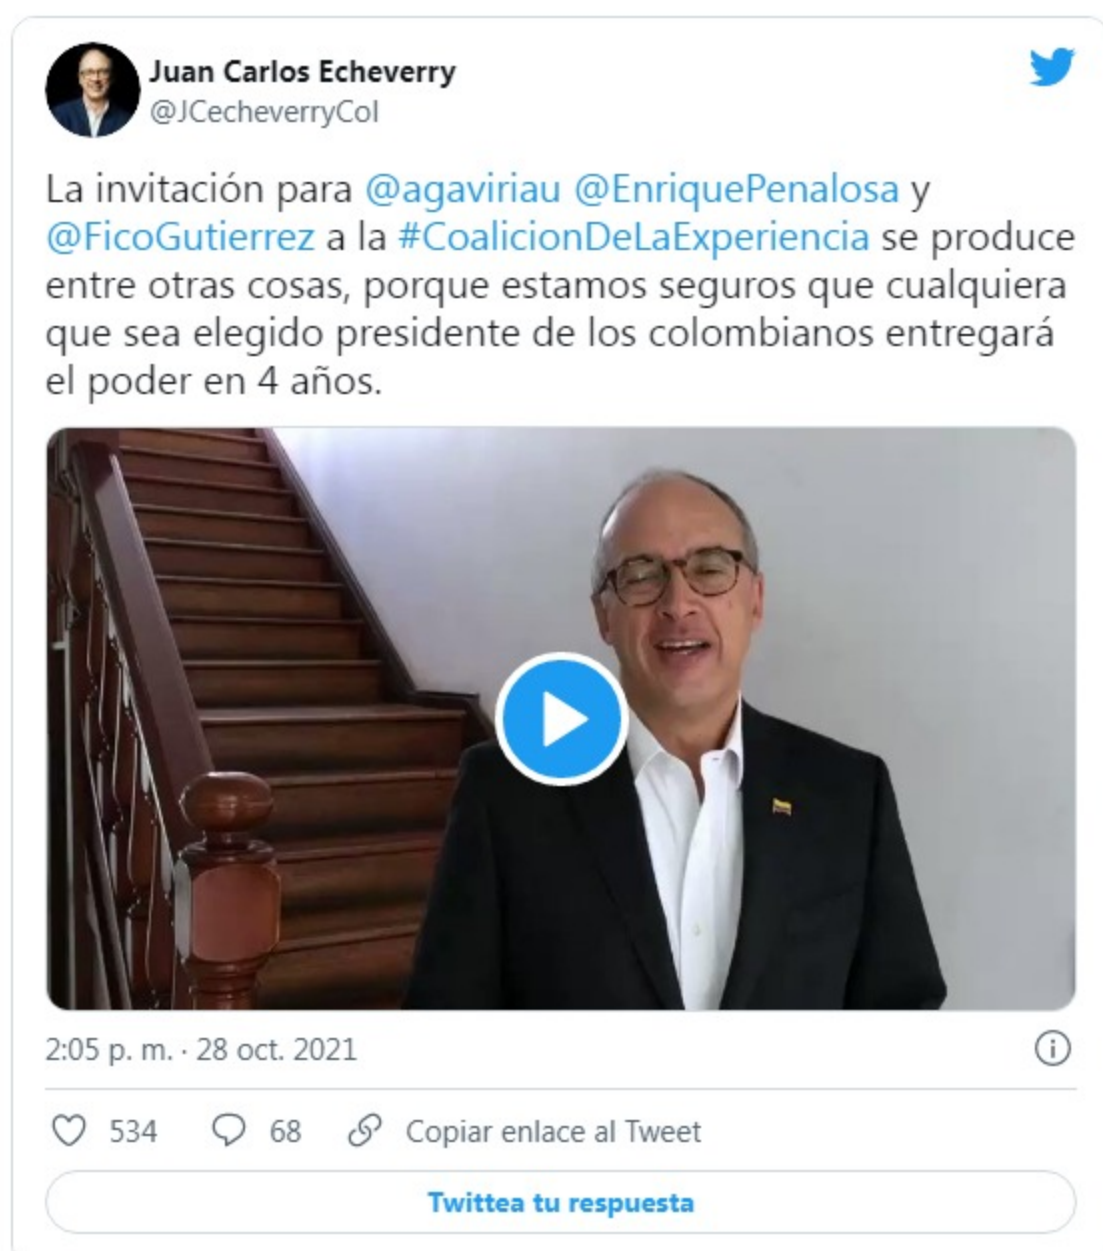 Juan Carlos Echeverry
@JCecheverryCol
La invitación para @agaviriau @EnriquePenalosa y
@FicoGutierrez a la #CoalicionDeLaExperiencia se produce
entre otras cosas, porque estamos seguros que cualquiera
que sea elegido presidente de los colombianos entregará
el poder en 4 años.
2:05 p. m. · 28 oct. 2021
534 68 Copiar enlace al Tweet
Twittea tu respuesta